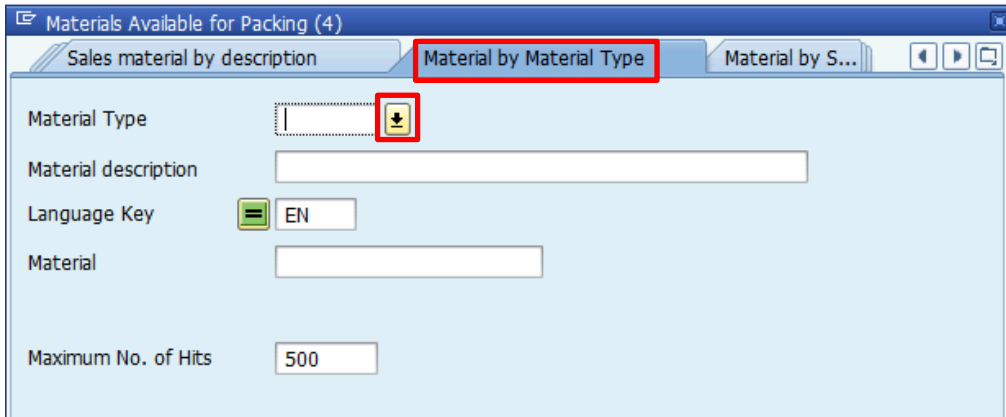 Materials Available for Packing (4)
Sales material by description Material by Material Type Material by S...
Material Type
Material description
Language Key EN
Material
Maximum No. of Hits 500